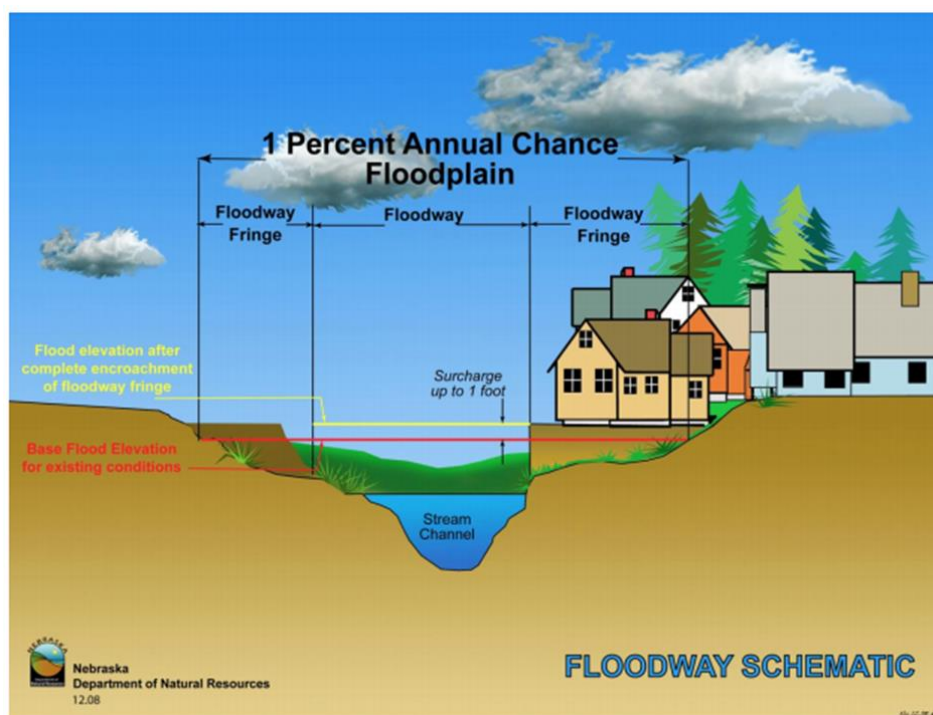 1 Percent Annual Chance
Floodplain
Floodway
Fringe
Floodway
Floodway
Fringe
Flood elevation after
complete encroachment
of floodway fringe
Surcharge
up to 1 foot
Base Flood Elevation
for existing conditions
Stream
Channel
NEBRASKA
Nebraska
Department of Natural Resources
12.08
FLOODWAY SCHEMATIC